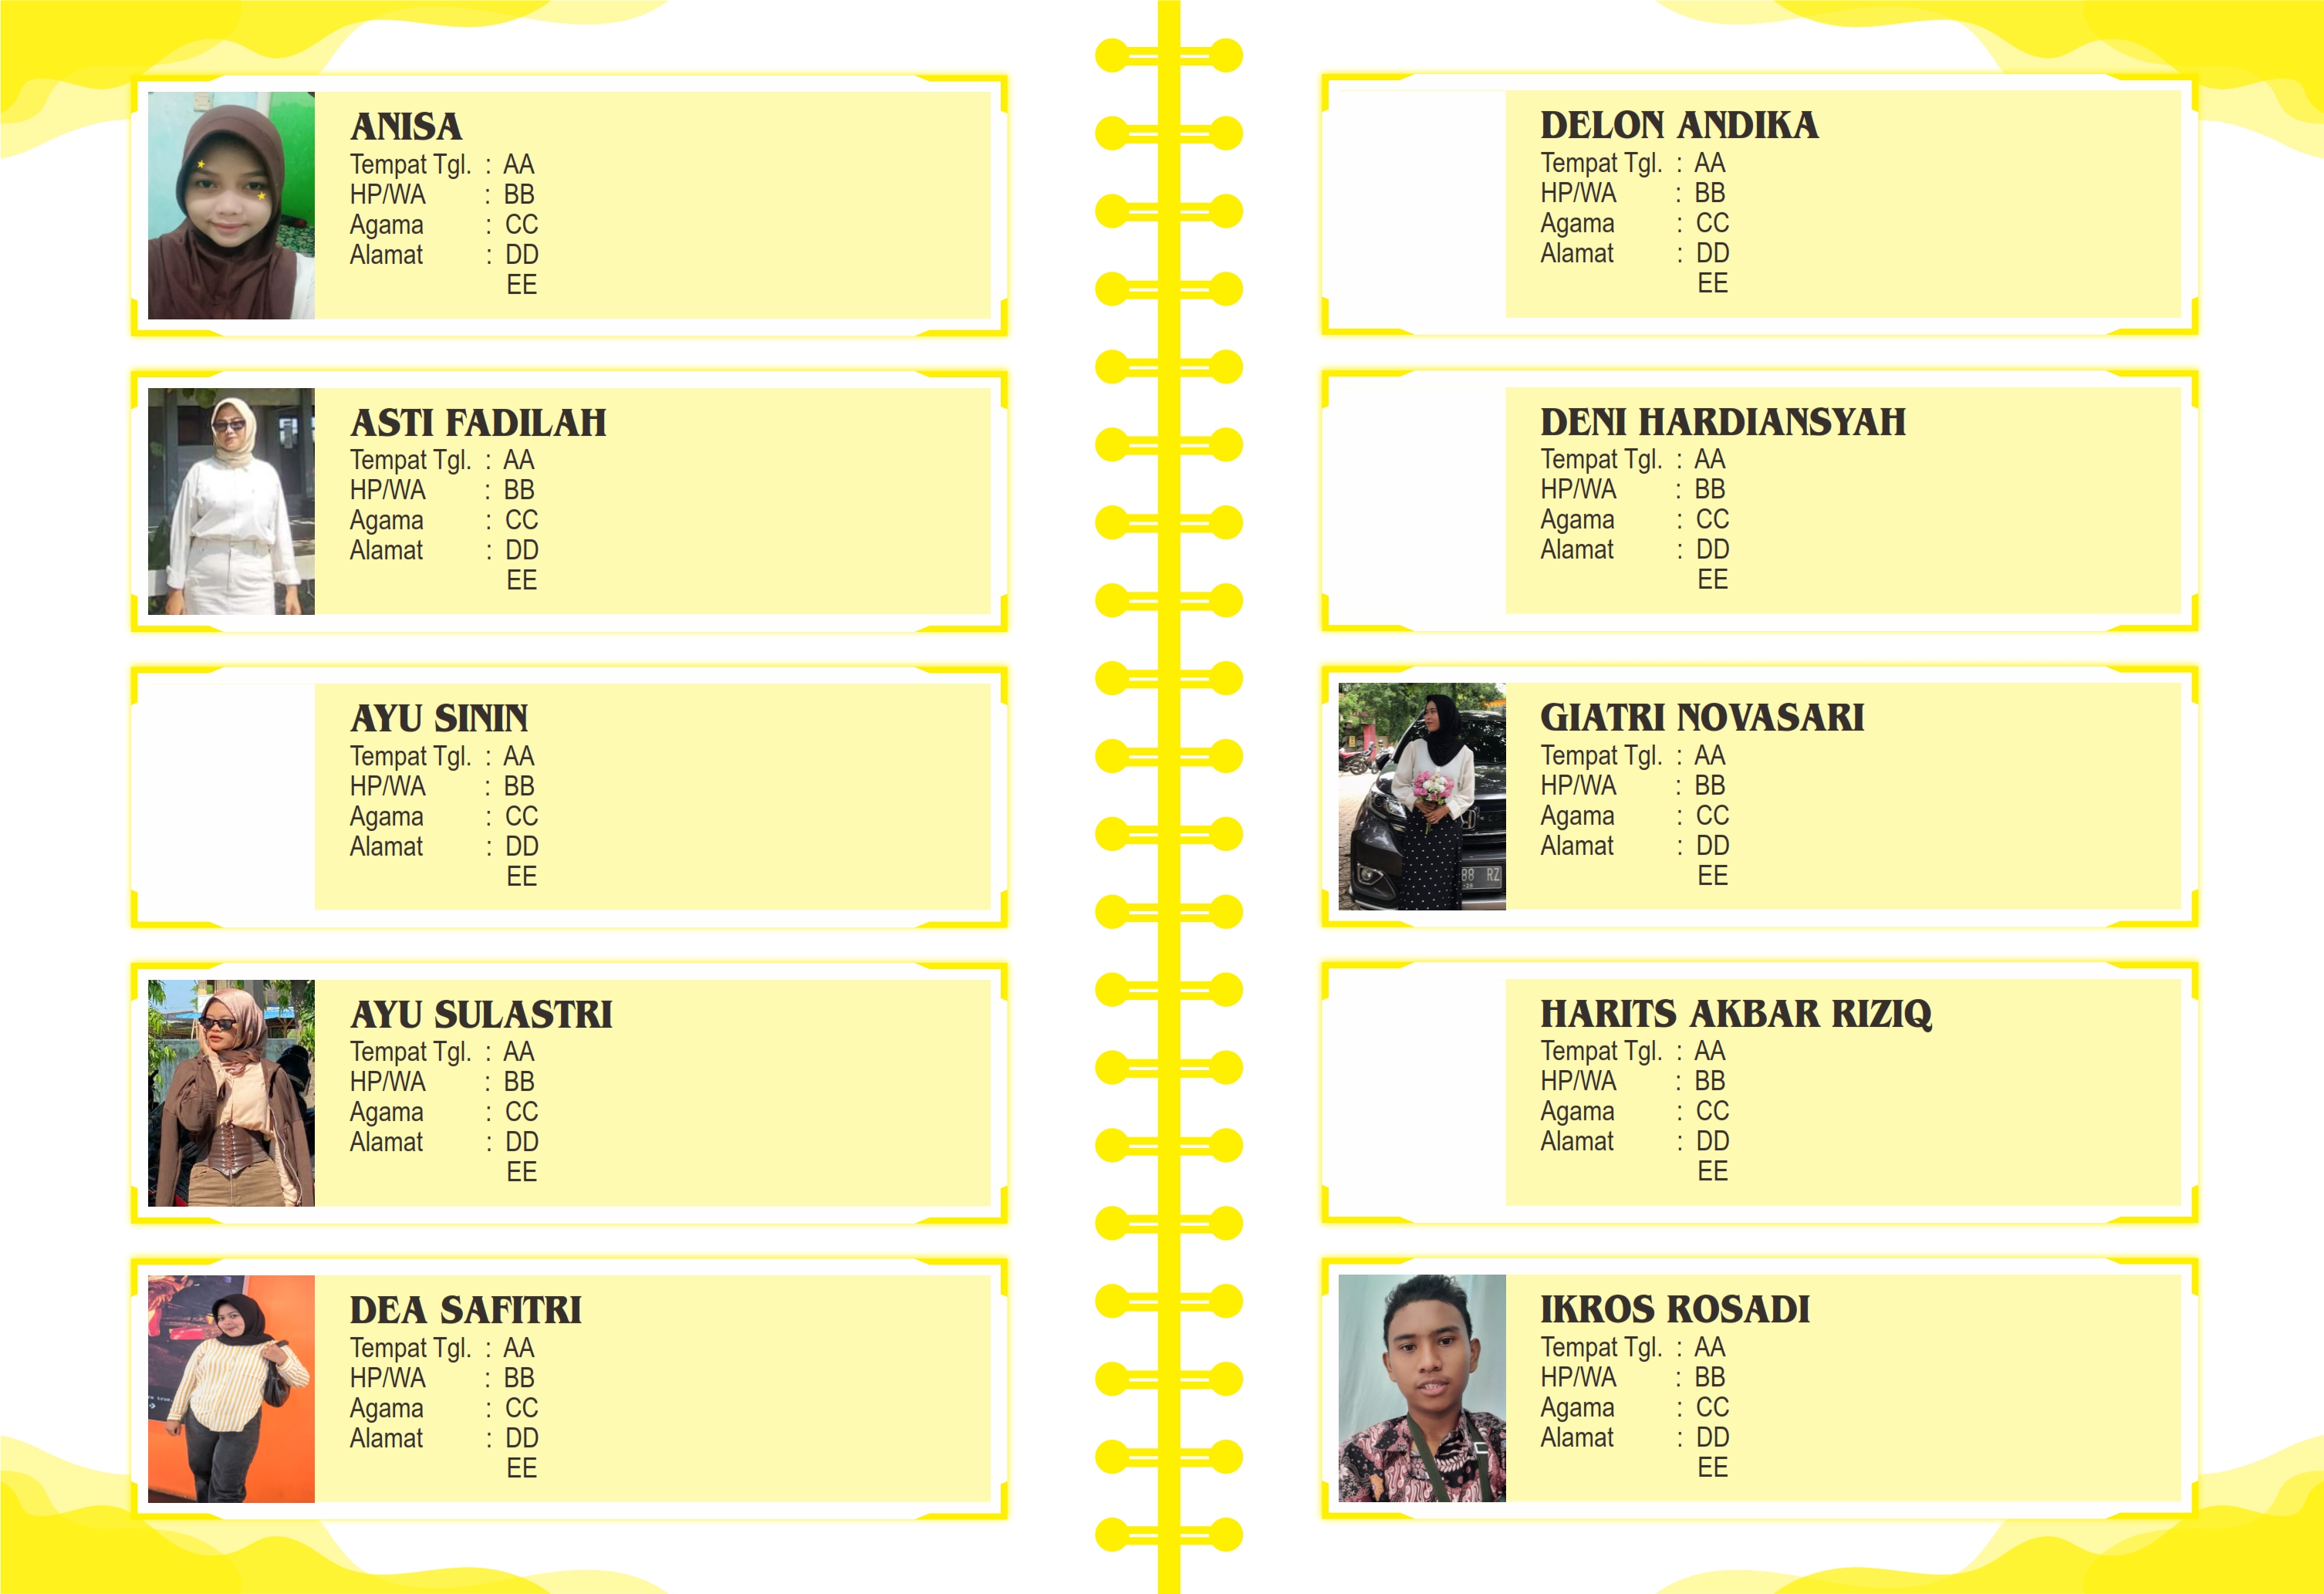 ANISA
Tempat Tgl. : AA
HP/WA : BB
Agama : CC
Alamat : DD
EE
ASTI FADILAH
Tempat Tgl. : AA
HP/WA : BB
Agama : CC
Alamat : DD
EE
AYU SININ
Tempat Tgl. : AA
HP/WA : BB
Agama : CC
Alamat : DD
EE
AYU SULASTRI
Tempat Tgl. : AA
HP/WA : BB
Agama : CC
Alamat : DD
EE
DEA SAFITRI
Tempat Tgl. : AA
HP/WA : BB
Agama : CC
Alamat : DD
EE
DELON ANDIKA
Tempat Tgl. : AA
HP/WA : BB
Agama : CC
Alamat : DD
EE
DENI HARDIANSYAH
Tempat Tgl. : AA
HP/WA : BB
Agama : CC
Alamat : DD
EE
GIATRI NOVASARI
Tempat Tgl. : AA
HP/WA : BB
Agama : CC
Alamat : DD
EE
88 RZ
HARITS AKBAR RIZIQ
Tempat Tgl. : AA
HP/WA : BB
Agama : CC
Alamat : DD
EE
IKROS ROSADI
Tempat Tgl. : AA
HP/WA : BB
Agama : CC
Alamat : DD
EE